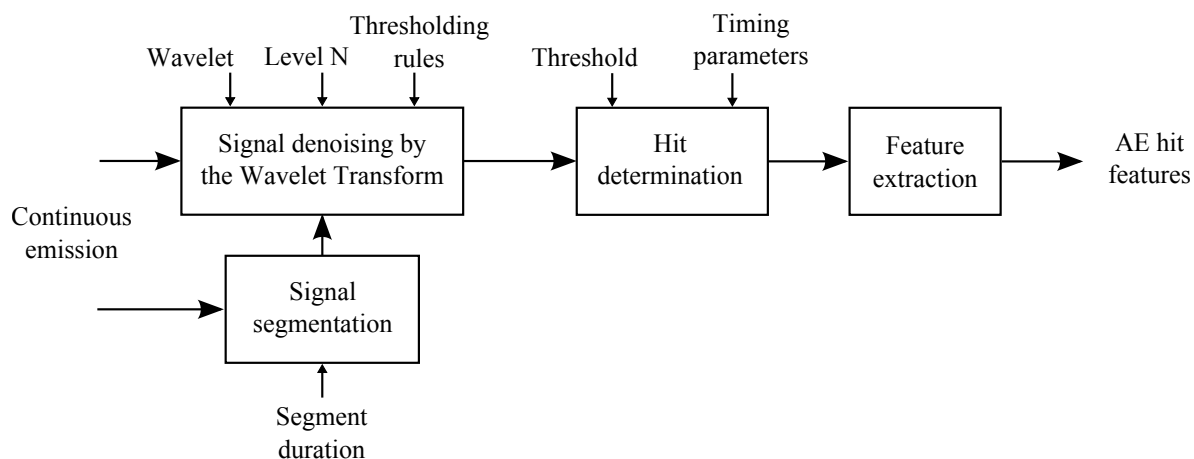 Wavelet
Level N
Thresholding
rules
Threshold
Timing
parameters
Signal denoising by
the Wavelet Transform
Hit
determination
Feature
extraction
AE hit
features
Continuous
emission
Signal
segmentation
Segment
duration